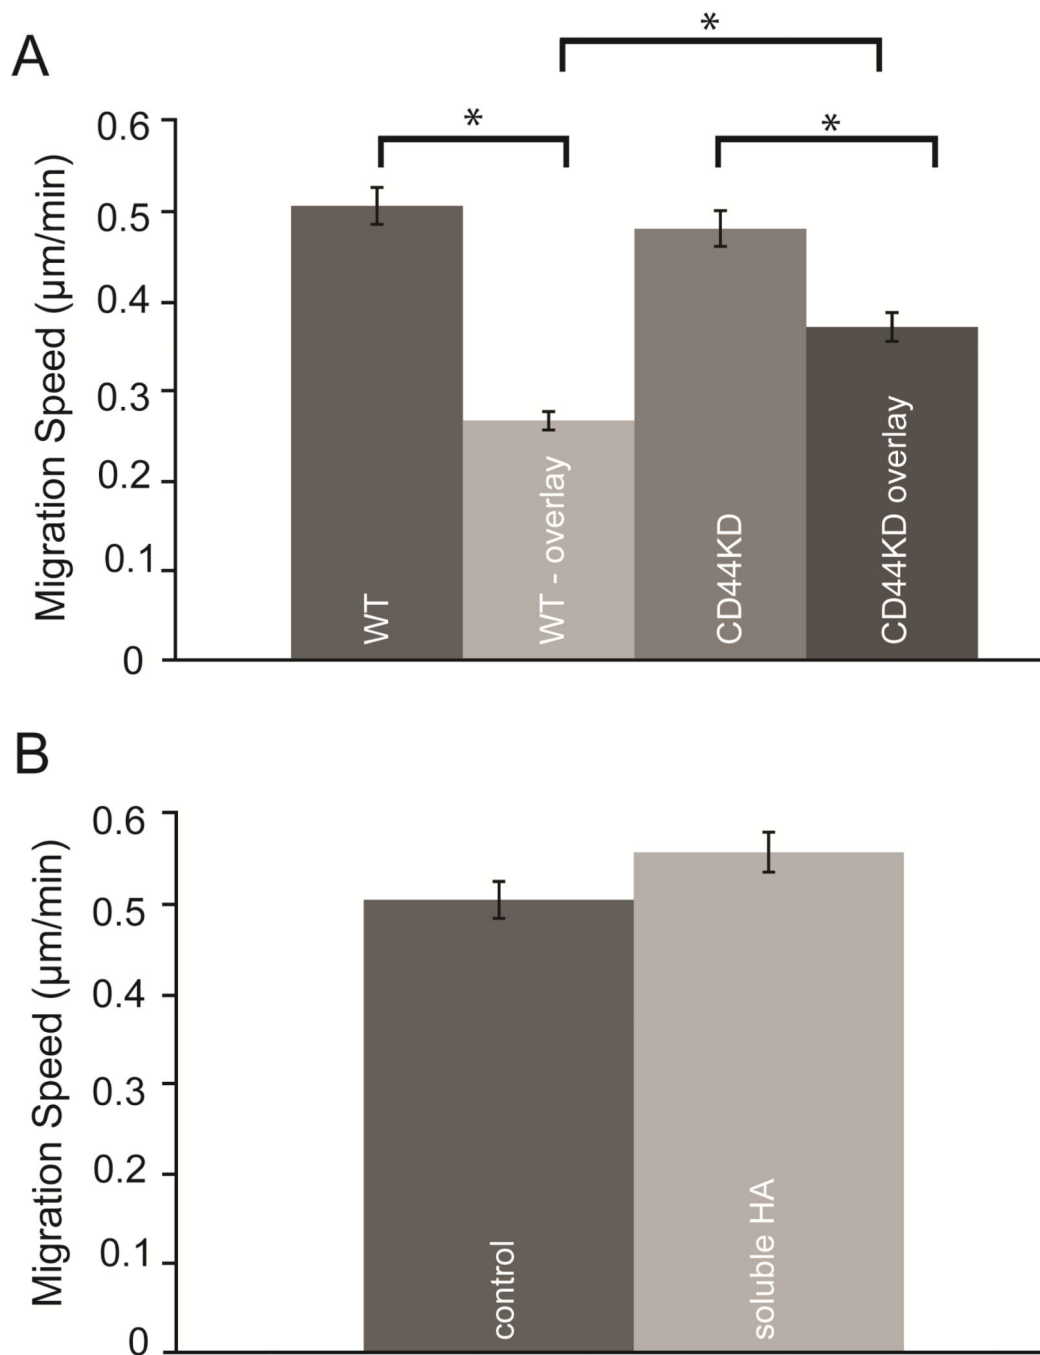 A
*
*
*
Migration Speed (μm/min)
0.6
0.5
0.4
0.3
0.2
0.1
0
WT
WT - overlay
CD44KD
CD44KD overlay
B
Migration Speed (μm/min)
0.6
0.5
0.4
0.3
0.2
0.1
0
control
soluble HA